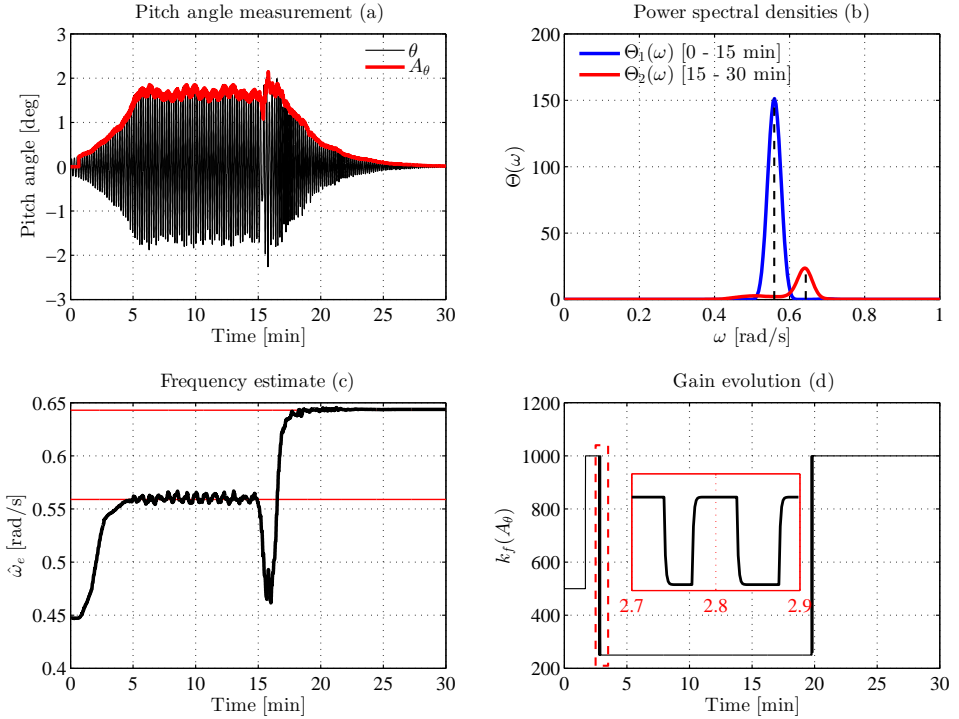 Pitch angle measurement (a)
3
2
1
0
−1
−2
−3
Pitch angle [deg]
θ
A_θ
0 5 10 15 20 25 30
Time [min]
Power spectral densities (b)
200
150
100
50
0
Θ(ω)
Θ₁(ω) [0 - 15 min]
Θ₂(ω) [15 - 30 min]
0 0.2 0.4 0.6 0.8 1
ω [rad/s]
Frequency estimate (c)
0.65
0.55
0.5
0.45
0.4
ω̂_e [rad/s]
0 5 10 15 20 25 30
Time [min]
Gain evolution (d)
1200
1000
800
600
400
200
k_f(A_θ)
2.7 2.8 2.9
0 5 10 15 20 25 30
Time [min]